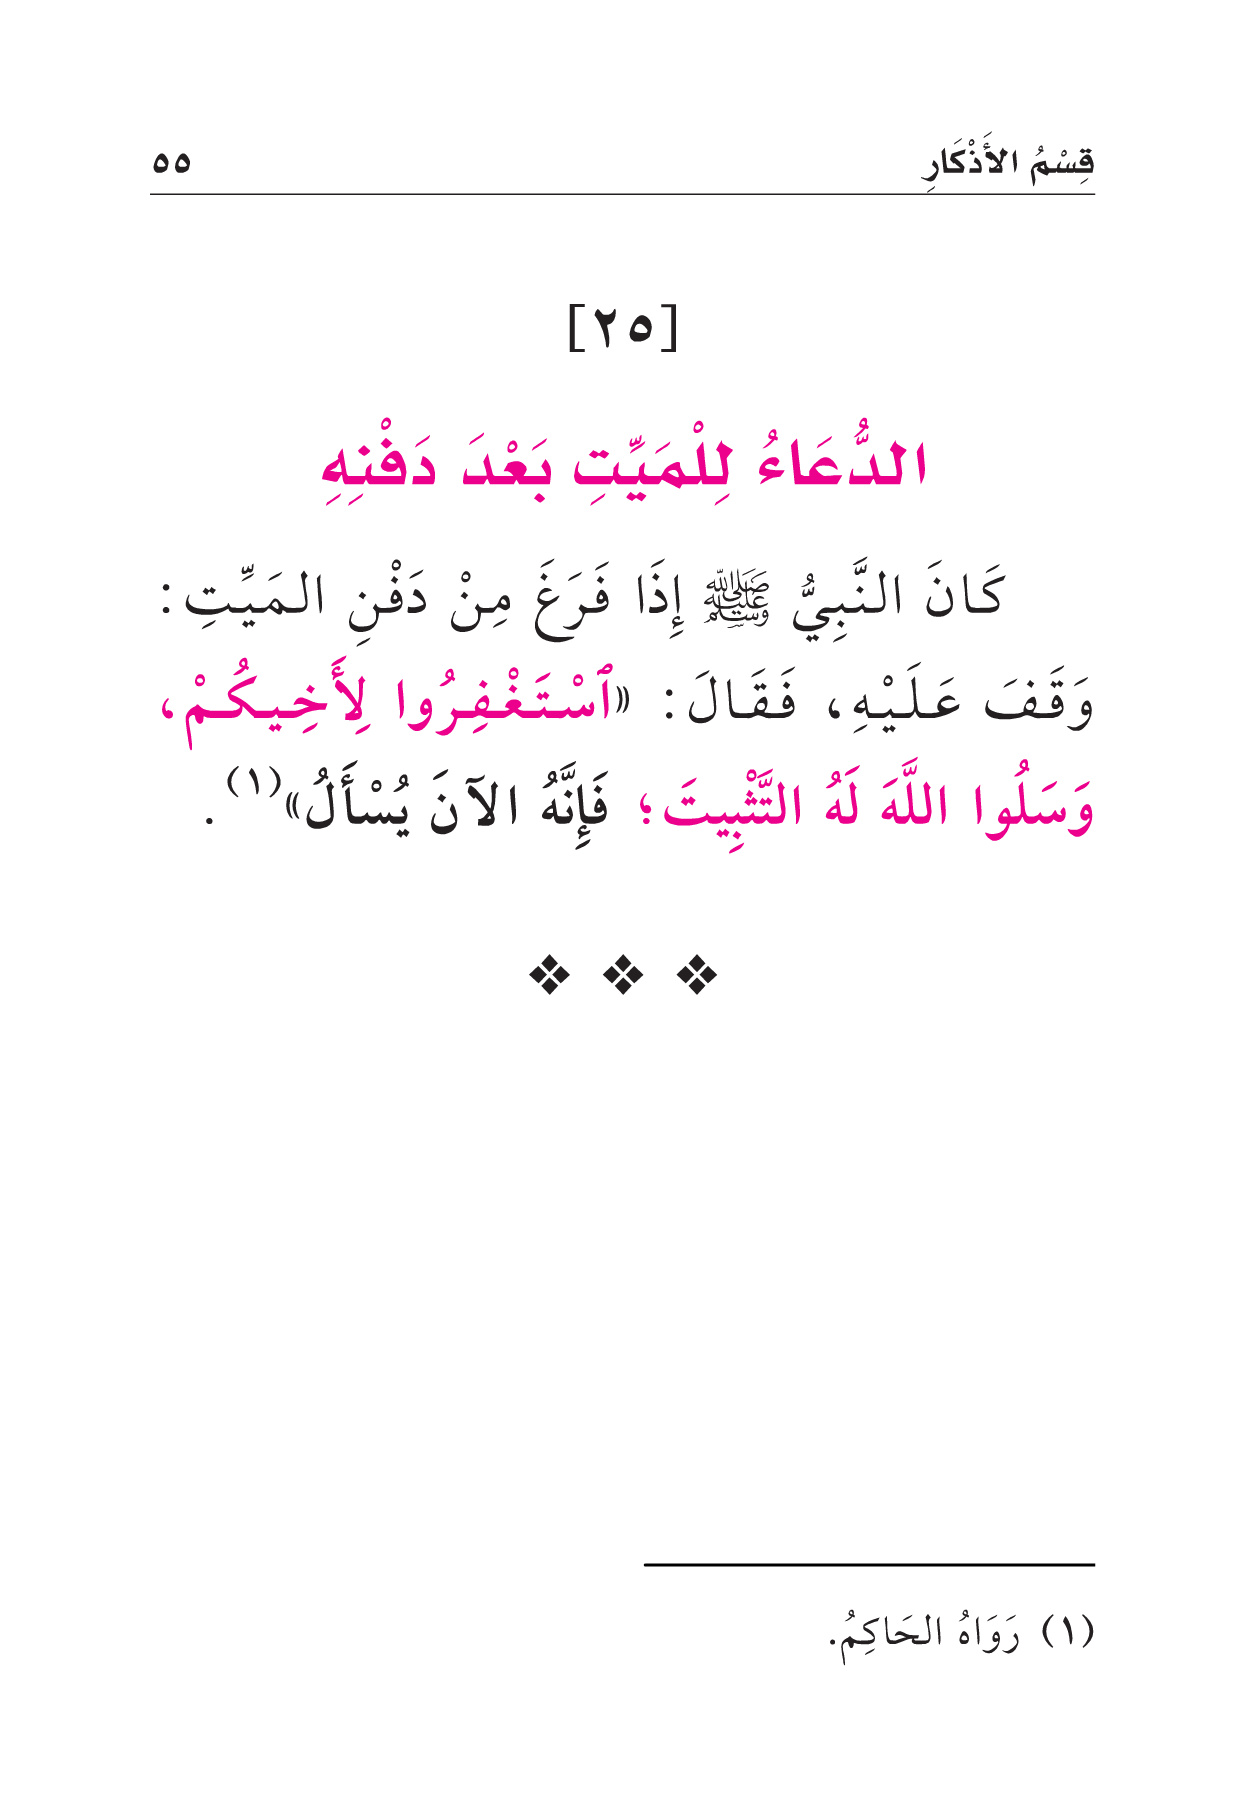 قِسْمُ الأَذْكَارِ ٥٥
[٢٥]
الدُّعَاءُ لِلْمَيِّتِ بَعْدَ دَفْنِهِ
كَانَ النَّبِيُّ ﷺ إِذَا فَرَغَ مِنْ دَفْنِ المَيِّتِ:
وَقَفَ عَلَيْهِ، فَقَالَ: «ٱسْتَغْفِرُوا لِأَخِيكُمْ،
وَسَلُوا اللَّهَ لَهُ التَّثْبِيتَ؛ فَإِنَّهُ الآنَ يُسْأَلُ»(١).
(١) رَوَاهُ الحَاكِمُ.